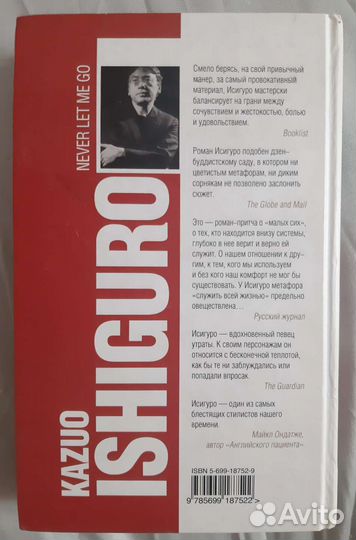 NEVER LET ME GO
KAZUO
ISHIGURO
Смело берясь, на свой привычный
манер, за самый провокативный
материал, Исигуро мастерски
балансирует на грани между
сочувствием и жестокостью, болью
и удовольствием.
Booklist
Роман Исигуро подобен дзен-
буддистскому саду, в котором ни
цветистым метафорам, ни диким
сорнякам не позволено заслонить
сюжет.
The Globe and Mail
Это — роман-притча о «малых сих»,
о тех, кто находится внизу системы,
глубоко в нее верит и верно ей
служит. О нашем отношении к дру-
гим, к тем, кого мы используем
и без кого наш комфорт не мог бы
существовать. У Исигуро метафора
«служить всей жизнью» предельно
овеществлена...
Русский журнал
Исигуро — вдохновенный певец
утраты. К своим персонажам он
относится с бесконечной теплотой,
как бы те ни заблуждались или
попадали впросак.
The Guardian
Исигуро — один из самых
блестящих стилистов нашего
времени.
Майкл Ондатже,
автор «Английского пациента»
ISBN 5-699-18752-9
9 785699 187522 >
Avito